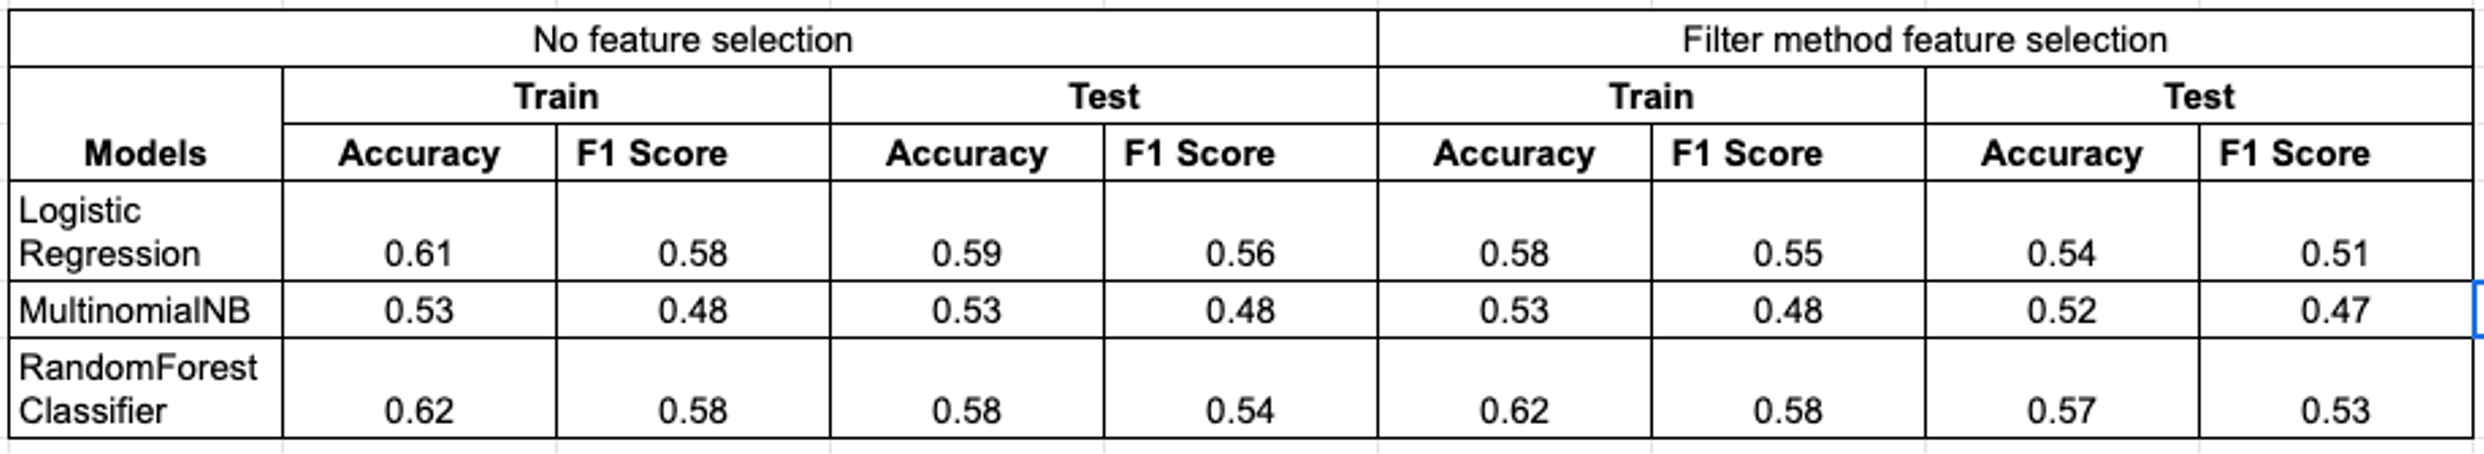 No feature selection Filter method feature selection
Train Test Train Test
Models Accuracy F1 Score Accuracy F1 Score Accuracy F1 Score Accuracy F1 Score
Logistic
Regression 0.61 0.58 0.59 0.56 0.58 0.55 0.54 0.51
MultinomialNB 0.53 0.48 0.53 0.48 0.53 0.48 0.52 0.47
RandomForest
Classifier 0.62 0.58 0.58 0.54 0.62 0.58 0.57 0.53